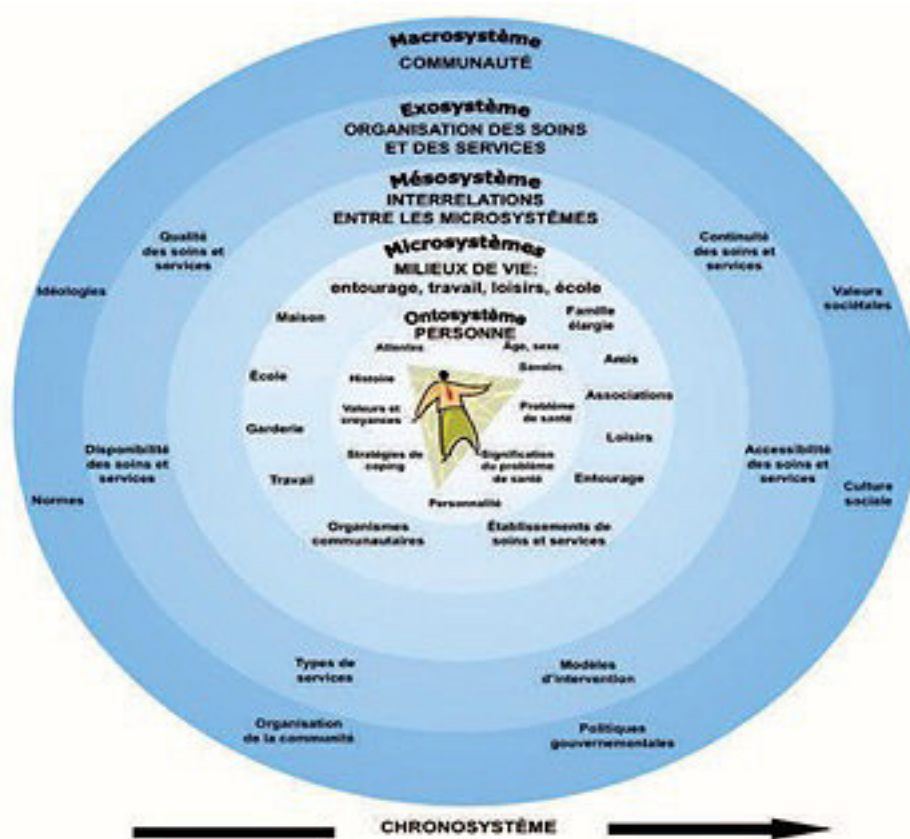 Macrosystème
COMMUNAUTÉ
Exosystème
ORGANISATION DES SOINS
ET DES SERVICES
Mésosystème
INTERRELATIONS
ENTRE LES MICROSYSTÊMES
Qualité
des soins et
services
Continuité
des soins et
services
Idéologies
Valeurs
sociétales
Microsystèmes
MILIEUX DE VIE:
entourage, travail, loisirs, école
Maison
Famille
élargie
Ontosystème
PERSONNE
Attentes
Âge, sexe
Amis
École
Histoire
Savoirs
Associations
Valeurs et
croyances
Problème
de santé
Garderie
Loisirs
Disponibilité
des soins et
services
Stratégies de
coping
Signification
du problème
de santé
Accessibilité
des soins et
services
Travail
Entourage
Normes
Culture
sociale
Personnalité
Organismes
communautaires
Établissements de
soins et services
Types de
services
Modèles
d'intervention
Organisation
de la communité
Politiques
gouvernementales
CHRONOSYSTÈME